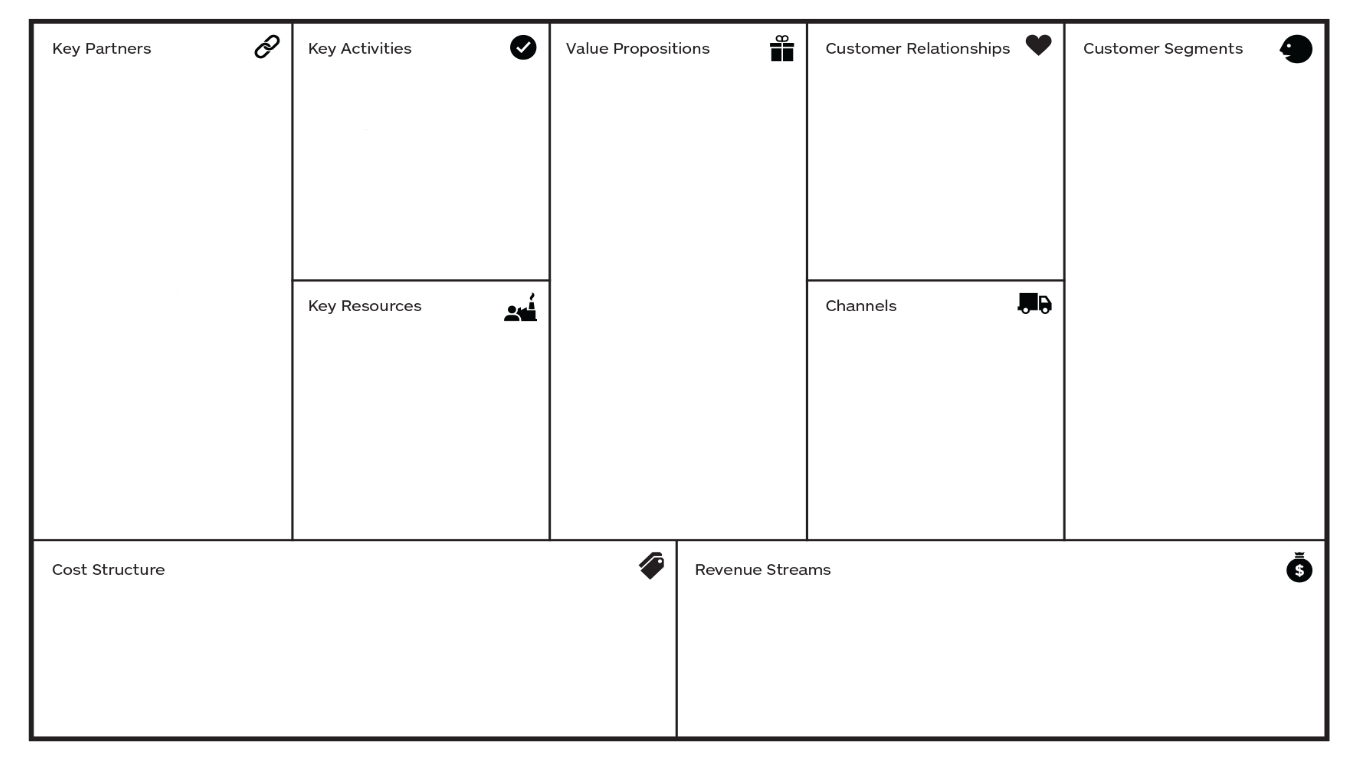 Key Partners
Key Activities
Value Propositions
Customer Relationships
Customer Segments
Key Resources
Channels
Cost Structure
Revenue Streams
$